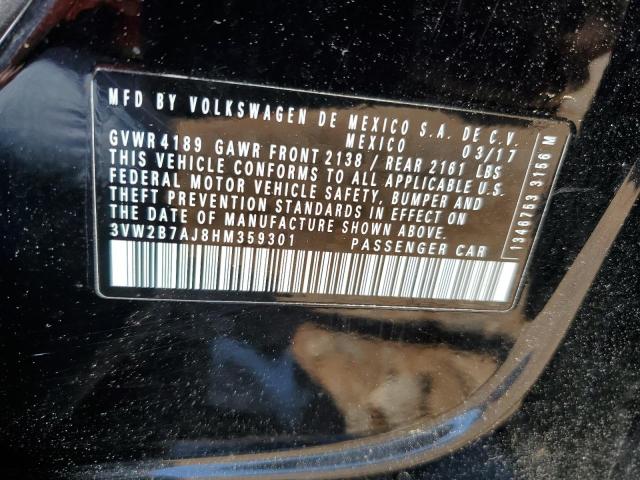 MFD BY VOLKSWAGEN DE MEXICO S.A. DE C.V.
MEXICO 03/17
GVWR 4189 GAWR FRONT 2138 / REAR 2161 LBS
THIS VEHICLE CONFORMS TO ALL APPLICABLE U.S.
FEDERAL MOTOR VEHICLE SAFETY, BUMPER AND
THEFT PREVENTION STANDARDS IN EFFECT ON
THE DATE OF MANUFACTURE SHOWN ABOVE.
3VW2B7AJ8HM359301 PASSENGER CAR
1346753 3156 M